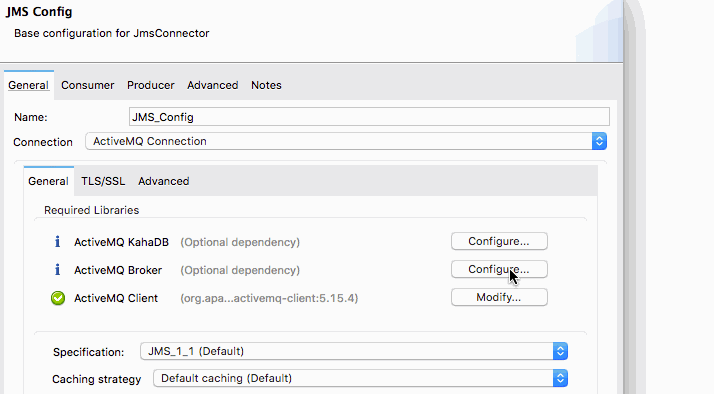 JMS Config
Base configuration for JmsConnector
General Consumer Producer Advanced Notes
Name: JMS_Config
Connection ActiveMQ Connection
General TLS/SSL Advanced
Required Libraries
ActiveMQ KahaDB (Optional dependency) Configure...
ActiveMQ Broker (Optional dependency) Configure...
ActiveMQ Client (org.apa...activemq-client:5.15.4) Modify...
Specification: JMS_1_1 (Default)
Caching strategy Default caching (Default)